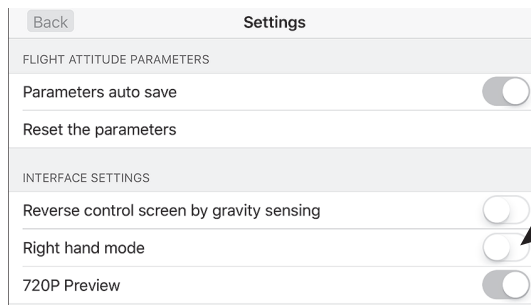 Back
Settings
FLIGHT ATTITUDE PARAMETERS
Parameters auto save
Reset the parameters
INTERFACE SETTINGS
Reverse control screen by gravity sensing
Right hand mode
720P Preview